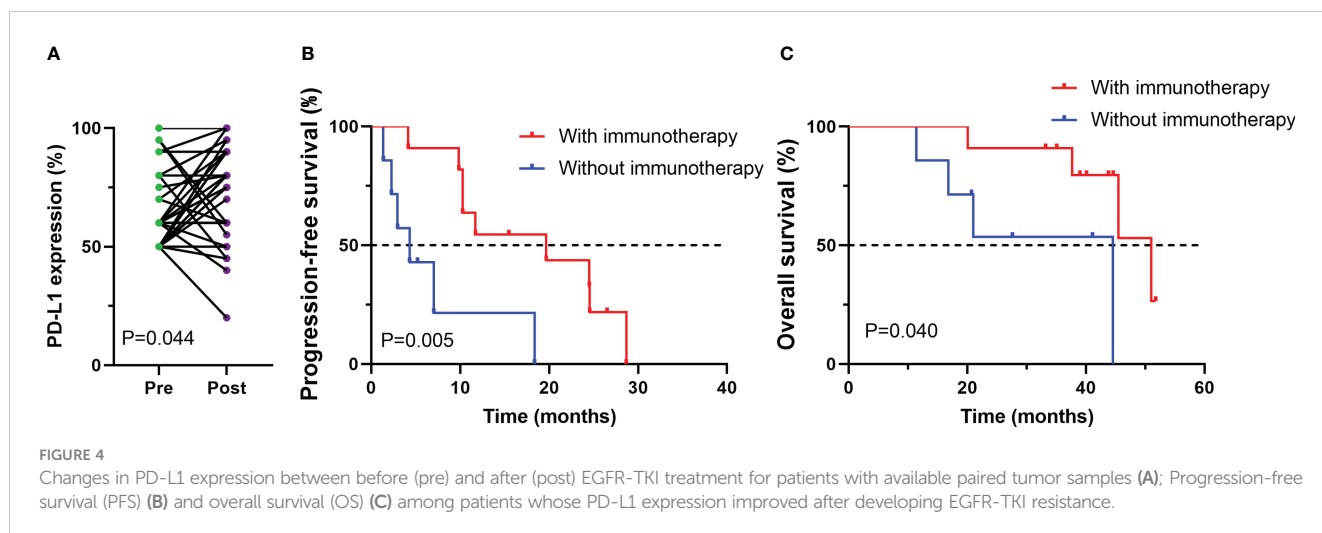 A
PD-L1 expression (%)
100
50
0
P=0.044
Pre
Post
B
Progression-free survival (%)
100
50
0
With immunotherapy
Without immunotherapy
P=0.005
0
10
20
30
40
Time (months)
C
Overall survival (%)
100
50
0
With immunotherapy
Without immunotherapy
P=0.040
0
20
40
60
Time (months)
FIGURE 4
Changes in PD-L1 expression between before (pre) and after (post) EGFR-TKI treatment for patients with available paired tumor samples (A); Progression-free
survival (PFS) (B) and overall survival (OS) (C) among patients whose PD-L1 expression improved after developing EGFR-TKI resistance.